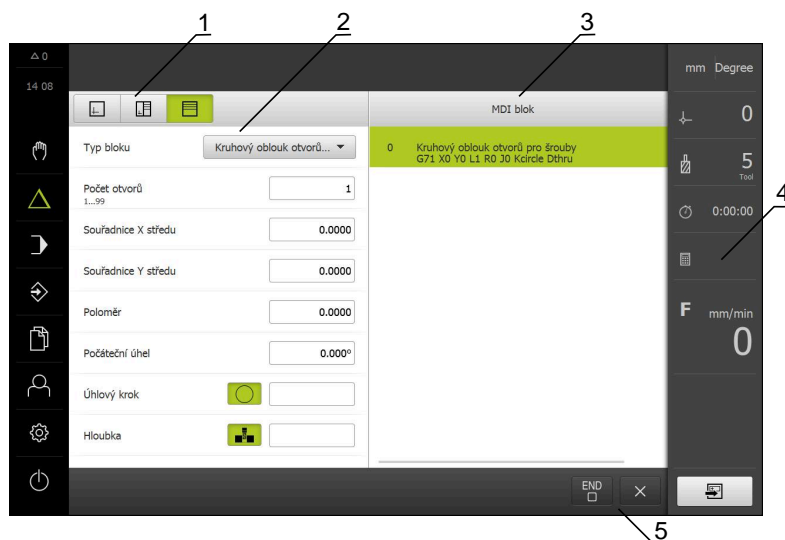 1
2
3
△ 0
14 08
mm Degree
MDI blok
0
Typ bloku
Kruhový oblouk otvorů...
0 Kruhový oblouk otvorů pro šrouby
G71 X0 Y0 L1 R0 J0 Kcircle Dthru
5
Tool
Počet otvorů
1...99
1
4
0:00:00
Souřadnice X středu
0.0000
Souřadnice Y středu
0.0000
Poloměr
0.0000
F mm/min
0
Počáteční úhel
0.000°
Úhlový krok
Hloubka
END
5